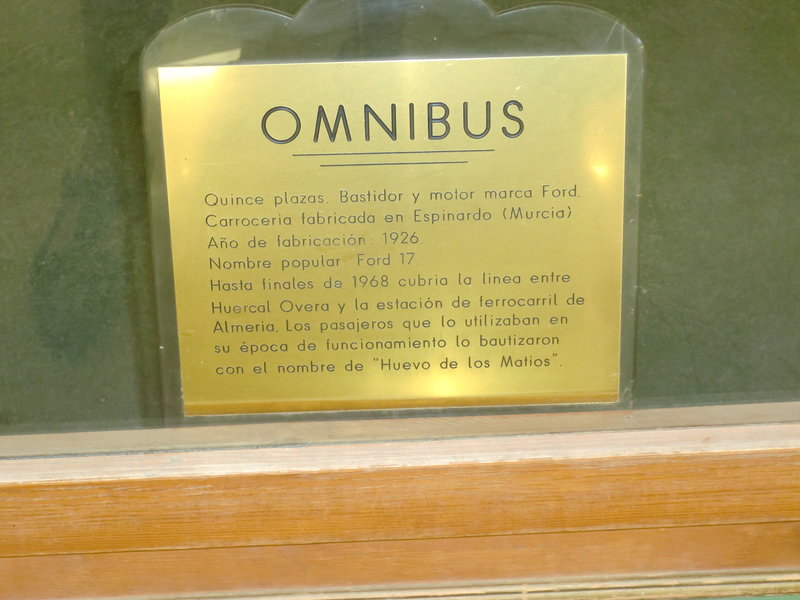 OMNIBUS
Quince plazas. Bastidor y motor marca Ford.
Carrocería fabricada en Espinardo (Murcia)
Año de fabricación: 1926
Nombre popular: Ford 17.
Hasta finales de 1968 cubria la linea entre
Huercal Overa y la estación de ferrocarril de
Almeria. Los pasajeros que lo utilizaban en
su época de funcionamiento lo bautizaron
con el nombre de "Huevo de los Matios".